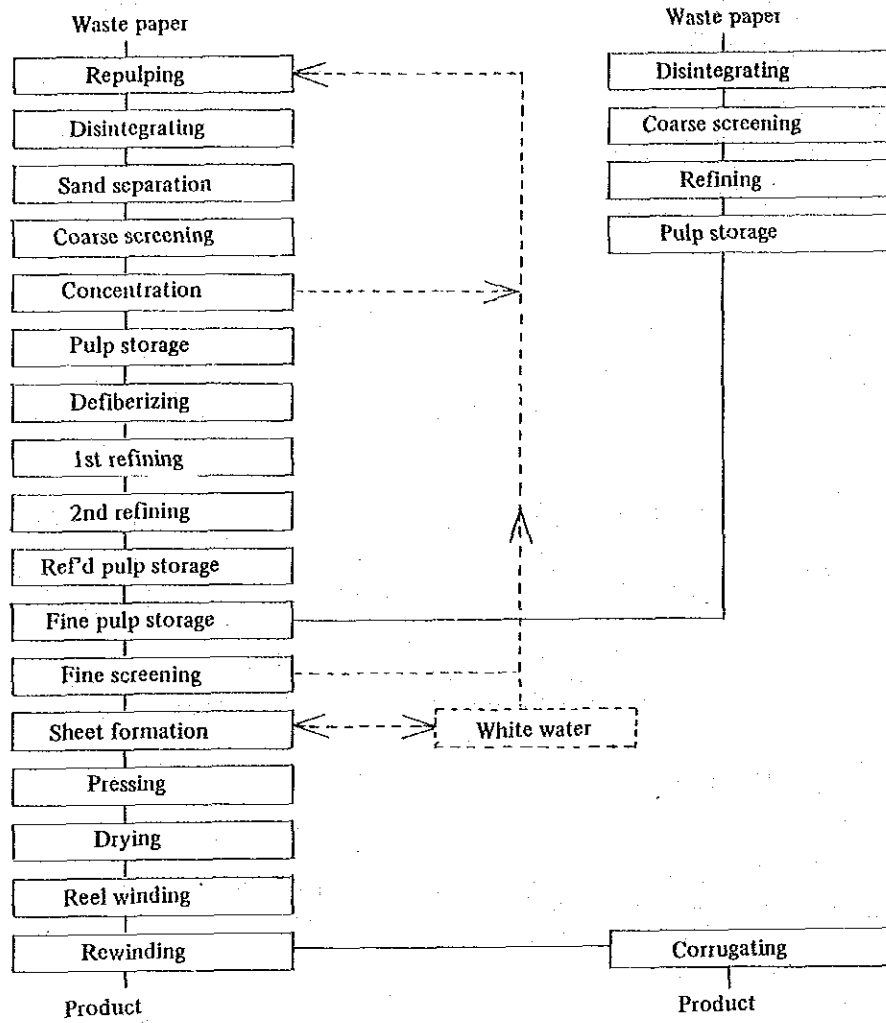 Waste paper
Repulping
Disintegrating
Sand separation
Coarse screening
Concentration
Pulp storage
Defiberizing
1st refining
2nd refining
Ref'd pulp storage
Fine pulp storage
Fine screening
Sheet formation
Pressing
Drying
Reel winding
Rewinding
Product
White water
Waste paper
Disintegrating
Coarse screening
Refining
Pulp storage
Corrugating
Product